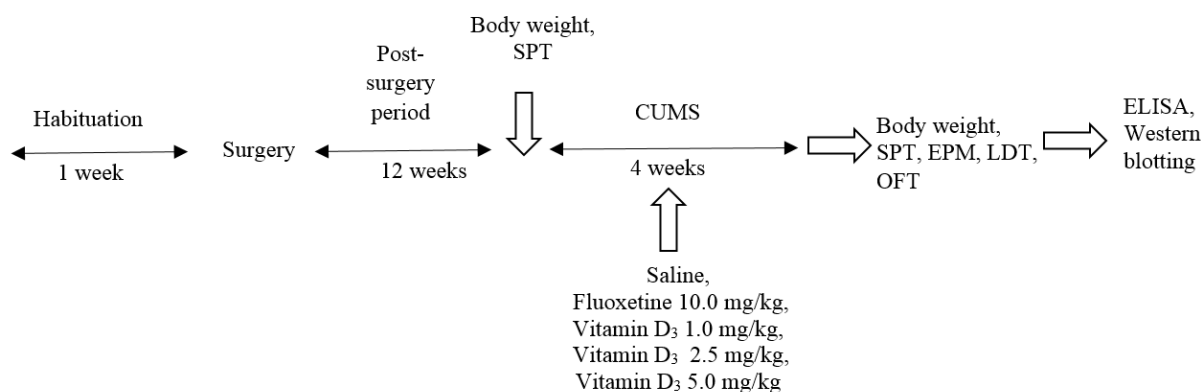 Habituation
1 week
Surgery
Post-
surgery
period
12 weeks
Body weight,
SPT
CUMS
4 weeks
Saline,
Fluoxetine 10.0 mg/kg,
Vitamin D₃ 1.0 mg/kg,
Vitamin D₃ 2.5 mg/kg,
Vitamin D₃ 5.0 mg/kg
Body weight,
SPT, EPM, LDT,
OFT
ELISA,
Western
blotting